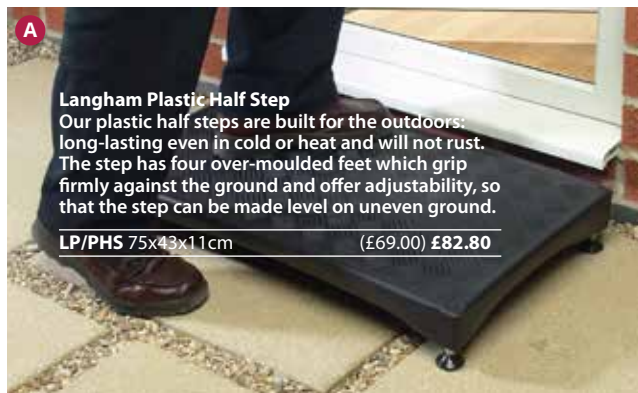 A
Langham Plastic Half Step
Our plastic half steps are built for the outdoors:
long-lasting even in cold or heat and will not rust.
The step has four over-moulded feet which grip
firmly against the ground and offer adjustability, so
that the step can be made level on uneven ground.
LP/PHS 75x43x11cm (£69.00) £82.80